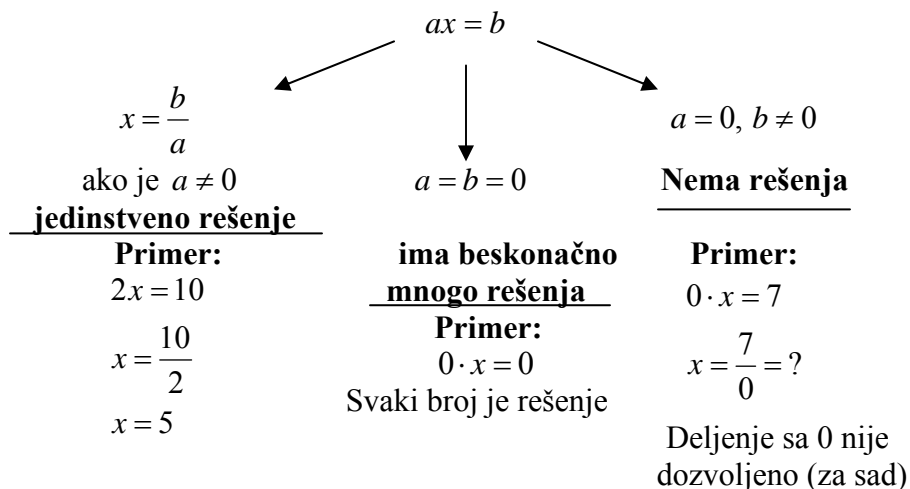 ax = b
x = b/a
ako je a ≠ 0
jedinstveno rešenje
Primer:
2x = 10
x = 10/2
x = 5
a = b = 0
ima beskonačno
mnogo rešenja
Primer:
0 · x = 0
Svaki broj je rešenje
a = 0, b ≠ 0
Nema rešenja
Primer:
0 · x = 7
x = 7/0 = ?
Deljenje sa 0 nije
dozvoljeno (za sad)